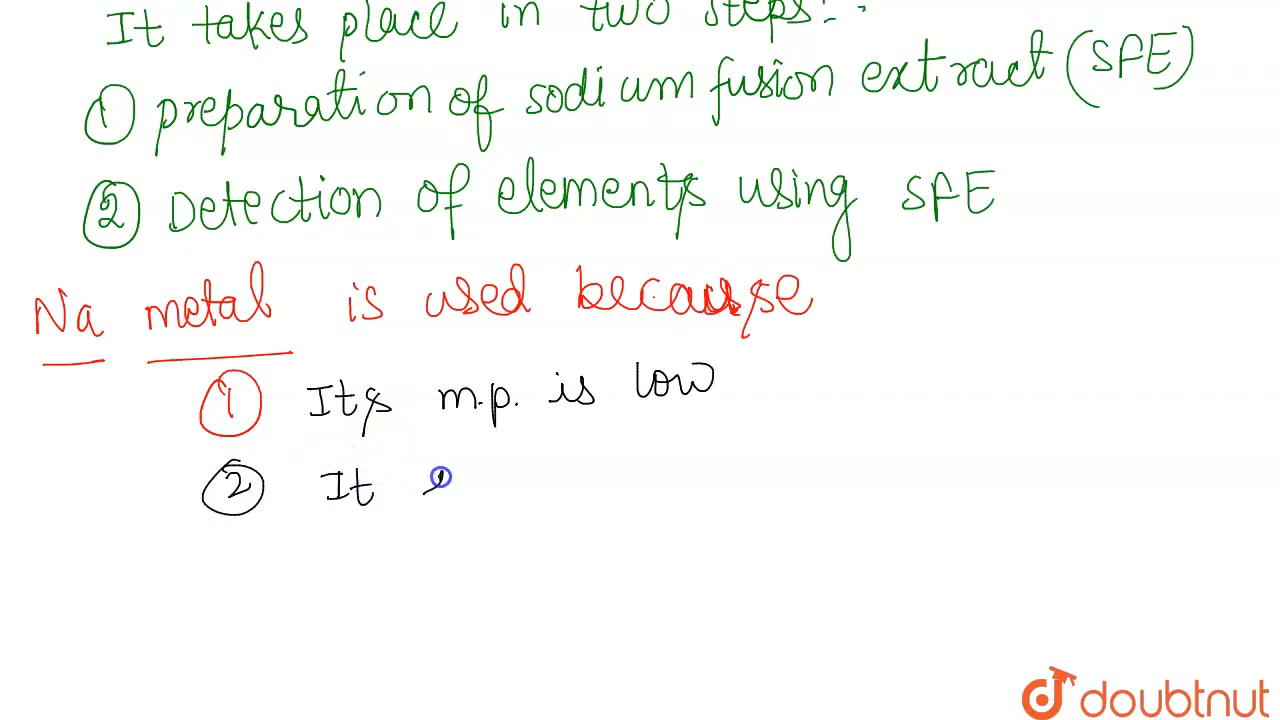 It takes place in two steps:-
① preparation of sodium fusion extract (SFE)
② Detection of elements using SFE
Na metal is used because
① Its m.p. is low
② It
doubtnut